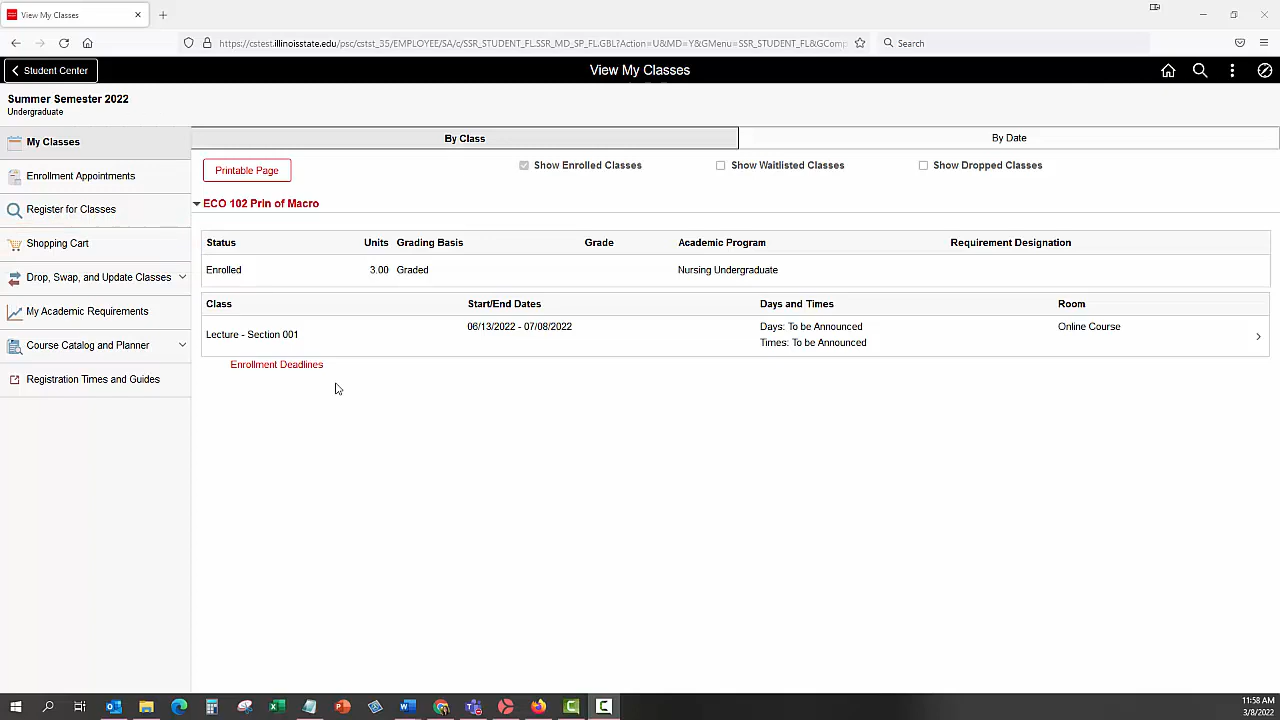 View My Classes
https://cstest.illinoisstate.edu/psc/cstst_35/EMPLOYEE/SA/c/SSR_STUDENT_FL.SSR_MD_SP_FL.GBL?Action=U&MD=Y&GMenu=SSR_STUDENT_FL&GComp
Search
Student Center
View My Classes
Summer Semester 2022
Undergraduate
My Classes
Enrollment Appointments
Register for Classes
Shopping Cart
Drop, Swap, and Update Classes
My Academic Requirements
Course Catalog and Planner
Registration Times and Guides
By Class
By Date
Printable Page
Show Enrolled Classes
Show Waitlisted Classes
Show Dropped Classes
ECO 102 Prin of Macro
Status Units Grading Basis Grade Academic Program Requirement Designation
Enrolled 3.00 Graded Nursing Undergraduate
Class Start/End Dates Days and Times Room
Lecture - Section 001 06/13/2022 - 07/08/2022 Days: To be Announced Online Course
Times: To be Announced
Enrollment Deadlines
11:58 AM
3/8/2022